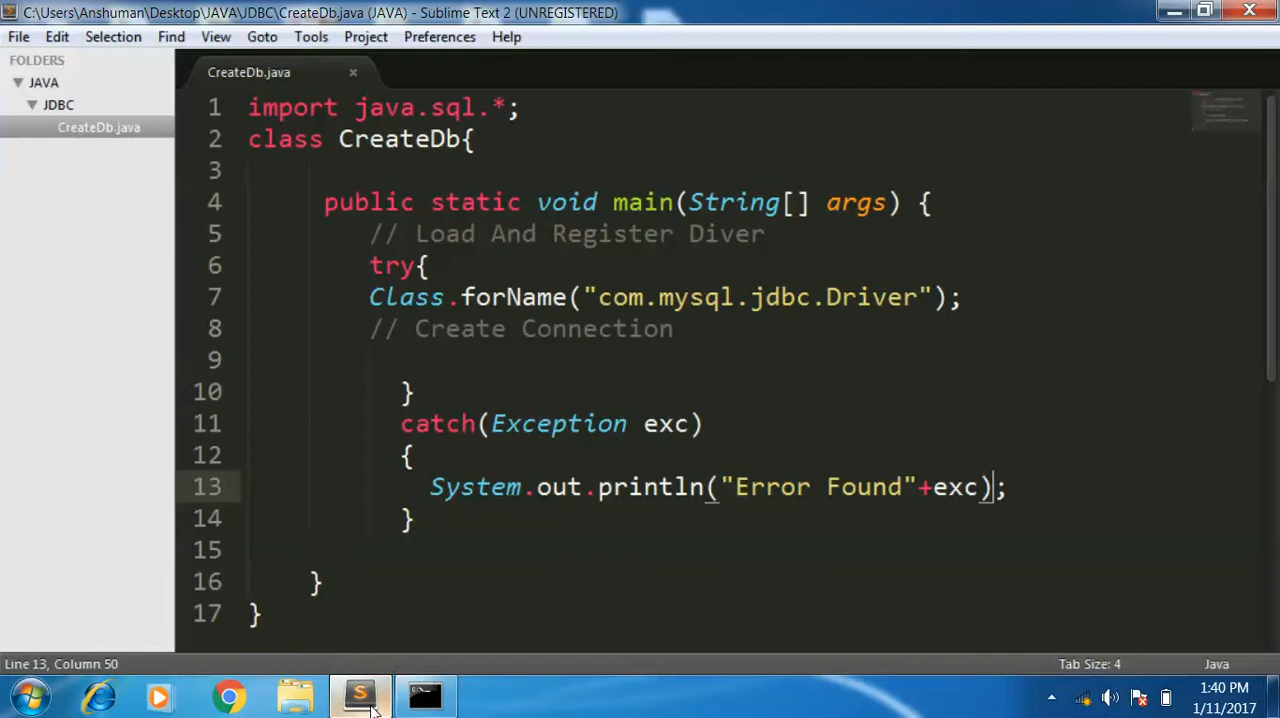 C:\Users\Anshuman\Desktop\JAVA\JDBC\CreateDb.java (JAVA) - Sublime Text 2 (UNREGISTERED)
File Edit Selection Find View Goto Tools Project Preferences Help
FOLDERS
JAVA
JDBC
CreateDb.java
CreateDb.java ×
1 import java.sql.*;
2 class CreateDb{
3
4 public static void main(String[] args) {
5 // Load And Register Diver
6 try{
7 Class.forName("com.mysql.jdbc.Driver");
8 // Create Connection
9
10 }
11 catch(Exception exc)
12 {
13 System.out.println("Error Found"+exc);
14 }
15
16 }
17 }
Line 13, Column 50 Tab Size: 4 Java
1:40 PM
1/11/2017